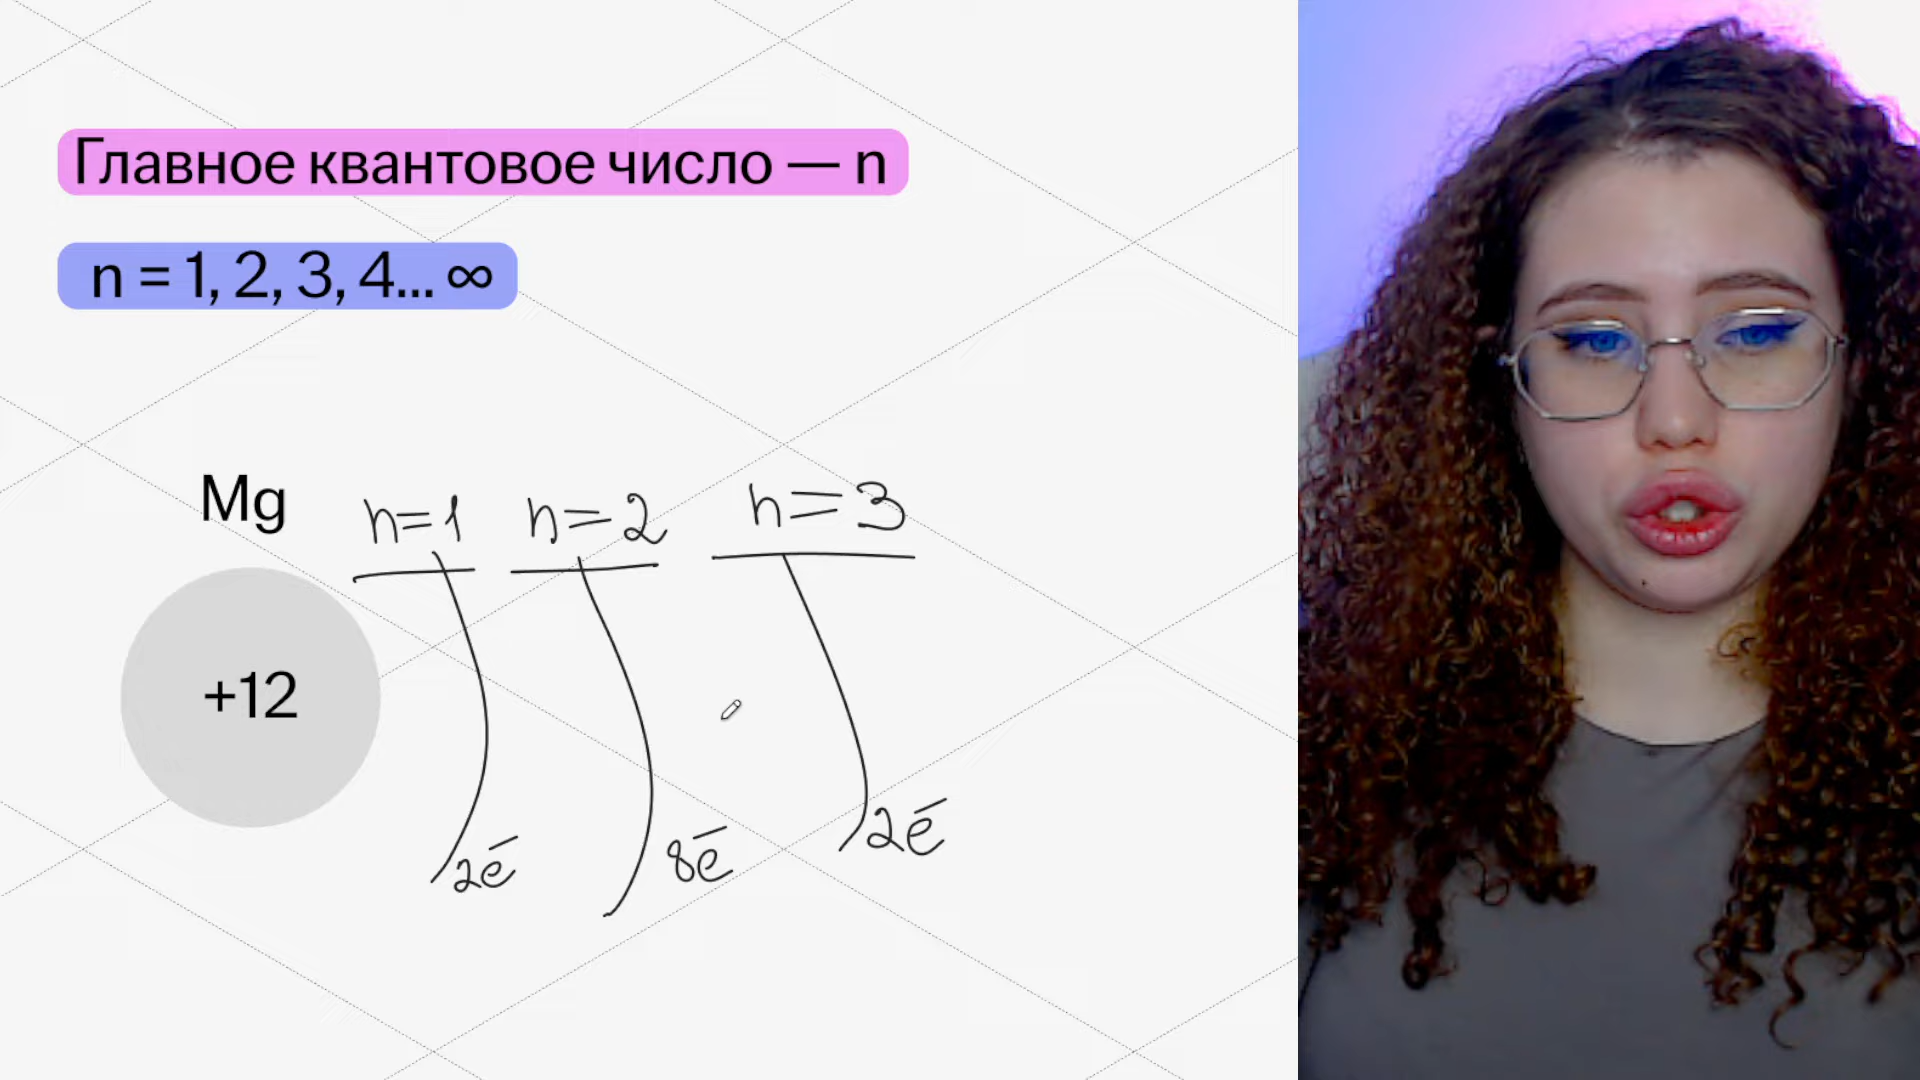 Главное квантовое число — n
n = 1, 2, 3, 4... ∞
Mg
n=1 n=2 n=3
+12
2ē 8ē 2ē